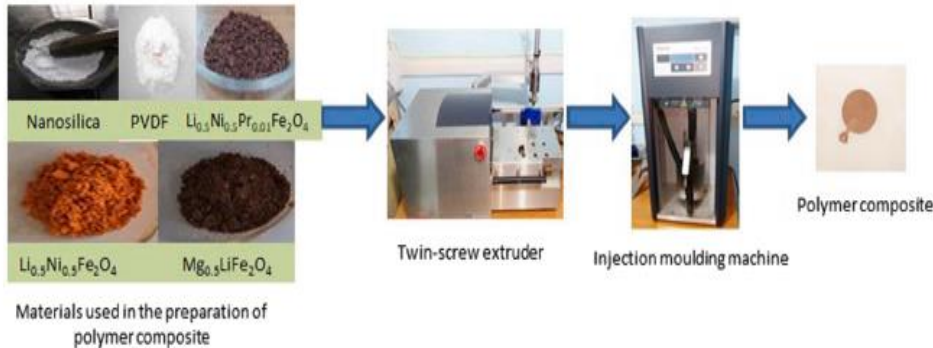 Nanosilica
PVDF
Li₀.₅Ni₀.₅Pr₀.₀₁Fe₂O₄
Li₀.₅Ni₀.₅Fe₂O₄
Mg₀.₅LiFe₂O₄
Materials used in the preparation of
polymer composite
Twin-screw extruder
Injection moulding machine
Polymer composite